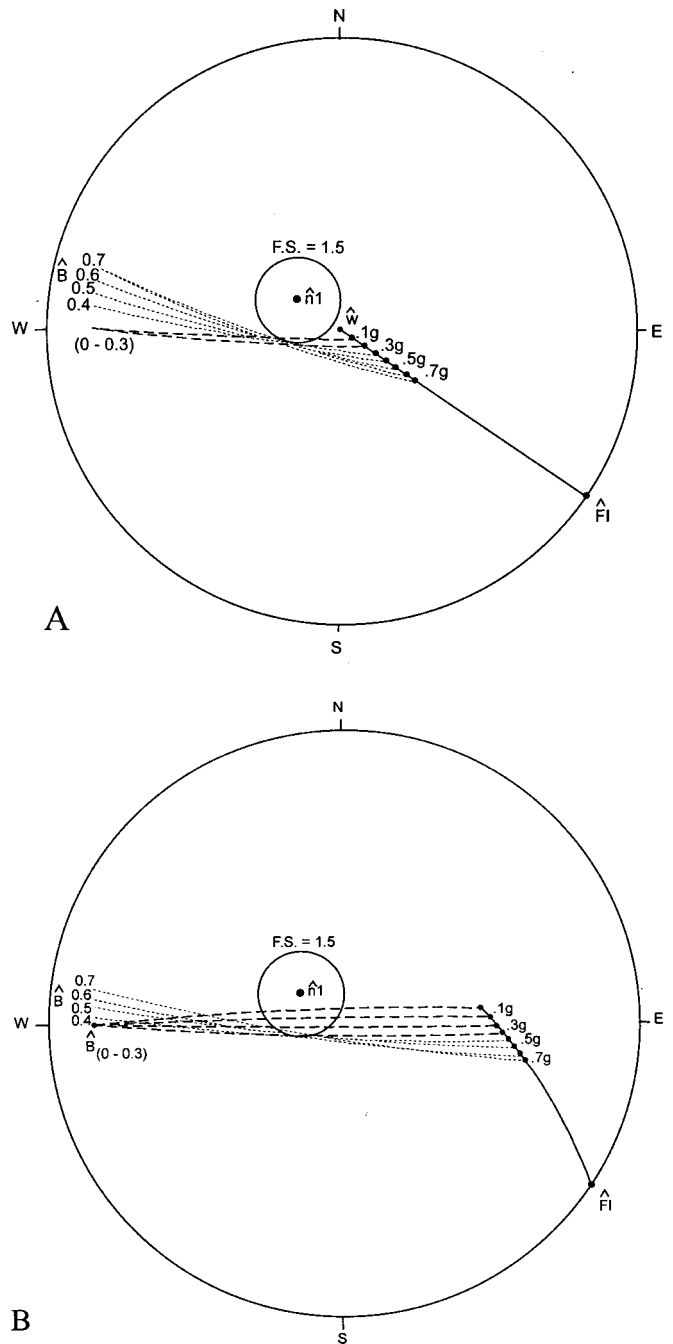 N
F.S. = 1.5
n̂1
ŵ
.1g
.3g
.5g
.7g
B̂
0.7
0.6
0.5
0.4
(0 - 0.3)
W
E
F̂I
S
A
N
F.S. = 1.5
n̂1
.1g
.3g
.5g
.7g
B̂
0.7
0.6
0.5
0.4
W
B̂(0 - 0.3)
E
F̂I
S
B